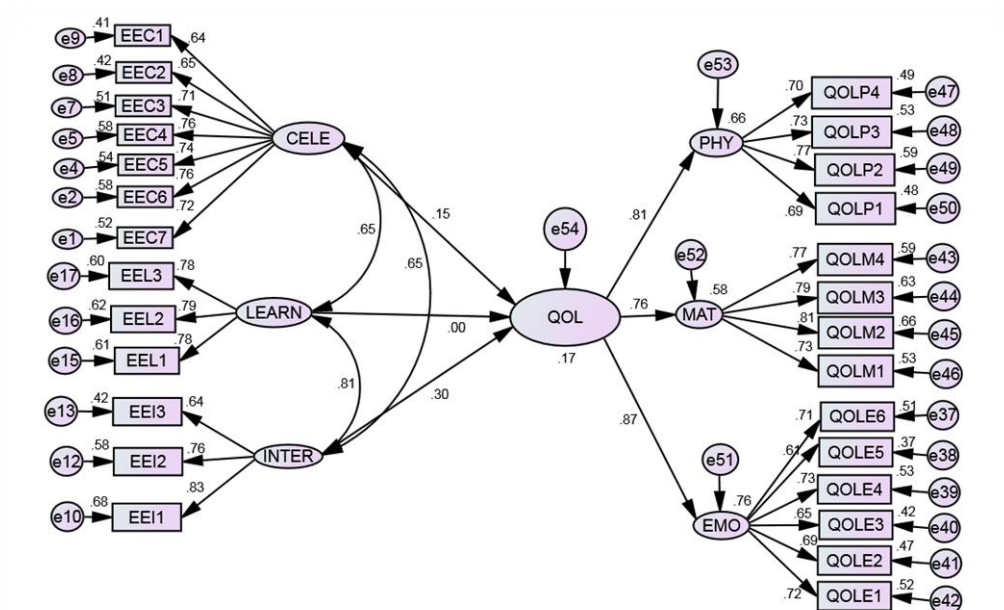 e9 .41 EEC1 .64
e8 .42 EEC2 .65
e7 .51 EEC3 .71
e5 .58 EEC4 .76
e4 .54 EEC5 .74
e2 .58 EEC6 .76
e1 .52 EEC7 .72
CELE
e17 .60 EEL3 .78
e16 .62 EEL2 .79
e15 .61 EEL1 .78
LEARN
e13 .42 EEI3 .64
e12 .58 EEI2 .76
e10 .68 EEI1 .83
INTER
.65
.65
.81
.15
.00
.30
e54
QOL
.17
.81
.76
.87
e53
PHY .66
.70 QOLP4 .49 e47
.73 QOLP3 .53 e48
.77 QOLP2 .59 e49
.69 QOLP1 .48 e50
e52
MAT .58
.77 QOLM4 .59 e43
.79 QOLM3 .63 e44
.81 QOLM2 .66 e45
.73 QOLM1 .53 e46
e51
EMO .76
.71 QOLE6 .51 e37
.61 QOLE5 .37 e38
.73 QOLE4 .53 e39
.65 QOLE3 .42 e40
.69 QOLE2 .47 e41
.72 QOLE1 .52 e42